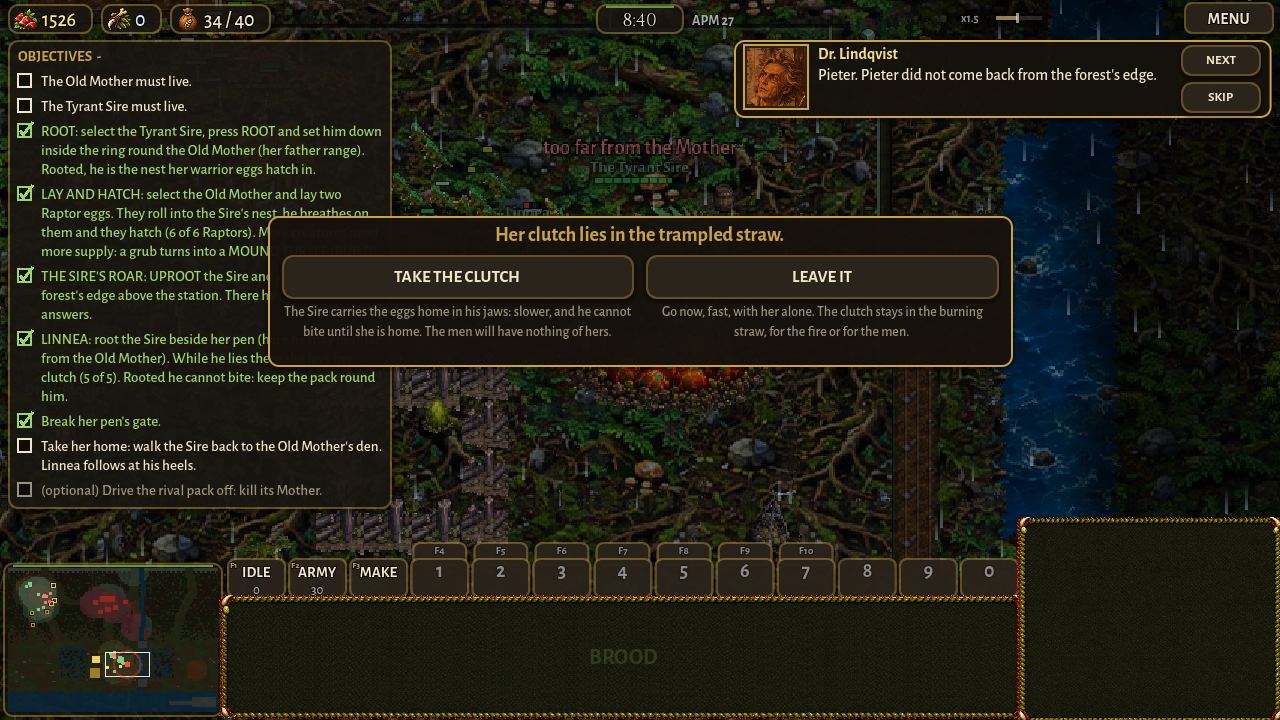 1526
0
34 / 40
8:40
APM 27
x1.5
MENU
OBJECTIVES -
The Old Mother must live.
The Tyrant Sire must live.
ROOT: select the Tyrant Sire, press ROOT and set him down
inside the ring round the Old Mother (her father range).
Rooted, he is the nest her warrior eggs hatch in.
LAY AND HATCH: select the Old Mother and lay two
Raptor eggs. They roll into the Sire's nest, he breathes on
them and they hatch (6 of 6 Raptors).
more supply: a grub turns into a MOUN
THE SIRE'S ROAR: UPROOT the Sire and
forest's edge above the station. There h
answers.
LINNEA: root the Sire beside her pen (h
from the Old Mother). While he lies the
clutch (5 of 5). Rooted he cannot bite: keep the pack round
him.
Break her pen's gate.
Take her home: walk the Sire back to the Old Mother's den.
Linnea follows at his heels.
(optional) Drive the rival pack off: kill its Mother.
Dr. Lindqvist
Pieter. Pieter did not come back from the forest's edge.
NEXT
SKIP
too far from the Mother
The Tyrant Sire
Her clutch lies in the trampled straw.
TAKE THE CLUTCH
LEAVE IT
The Sire carries the eggs home in his jaws: slower, and he cannot
bite until she is home. The men will have nothing of hers.
Go now, fast, with her alone. The clutch stays in the burning
straw, for the fire or for the men.
F4 F5 F6 F7 F8 F9 F10
F1 IDLE F2 ARMY F3 MAKE 1 2 3 4 5 6 7 8 9 0
0 30
BROOD